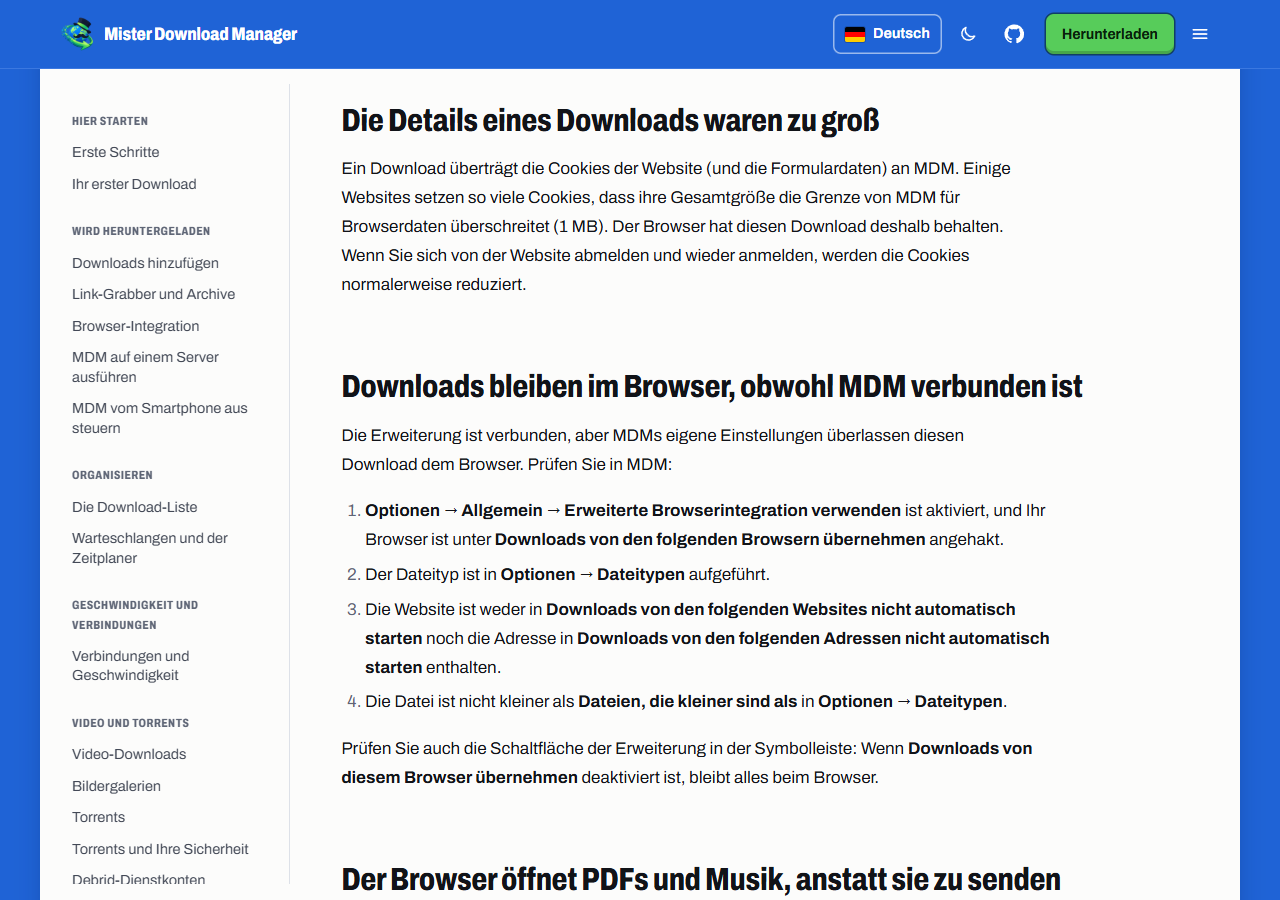 Mister Download Manager
Deutsch
Herunterladen
HIER STARTEN
Erste Schritte
Ihr erster Download
WIRD HERUNTERGELADEN
Downloads hinzufügen
Link-Grabber und Archive
Browser-Integration
MDM auf einem Server
ausführen
MDM vom Smartphone aus
steuern
ORGANISIEREN
Die Download-Liste
Warteschlangen und der
Zeitplaner
GESCHWINDIGKEIT UND
VERBINDUNGEN
Verbindungen und
Geschwindigkeit
VIDEO UND TORRENTS
Video-Downloads
Bildergalerien
Torrents
Torrents und Ihre Sicherheit
Debrid-Dienstkonten
Die Details eines Downloads waren zu groß
Ein Download überträgt die Cookies der Website (und die Formulardaten) an MDM. Einige
Websites setzen so viele Cookies, dass ihre Gesamtgröße die Grenze von MDM für
Browserdaten überschreitet (1 MB). Der Browser hat diesen Download deshalb behalten.
Wenn Sie sich von der Website abmelden und wieder anmelden, werden die Cookies
normalerweise reduziert.
Downloads bleiben im Browser, obwohl MDM verbunden ist
Die Erweiterung ist verbunden, aber MDMs eigene Einstellungen überlassen diesen
Download dem Browser. Prüfen Sie in MDM:
1. Optionen → Allgemein → Erweiterte Browserintegration verwenden ist aktiviert, und Ihr
Browser ist unter Downloads von den folgenden Browsern übernehmen angehakt.
2. Der Dateityp ist in Optionen → Dateitypen aufgeführt.
3. Die Website ist weder in Downloads von den folgenden Websites nicht automatisch
starten noch die Adresse in Downloads von den folgenden Adressen nicht automatisch
starten enthalten.
4. Die Datei ist nicht kleiner als Dateien, die kleiner sind als in Optionen → Dateitypen.
Prüfen Sie auch die Schaltfläche der Erweiterung in der Symbolleiste: Wenn Downloads von
diesem Browser übernehmen deaktiviert ist, bleibt alles beim Browser.
Der Browser öffnet PDFs und Musik, anstatt sie zu senden